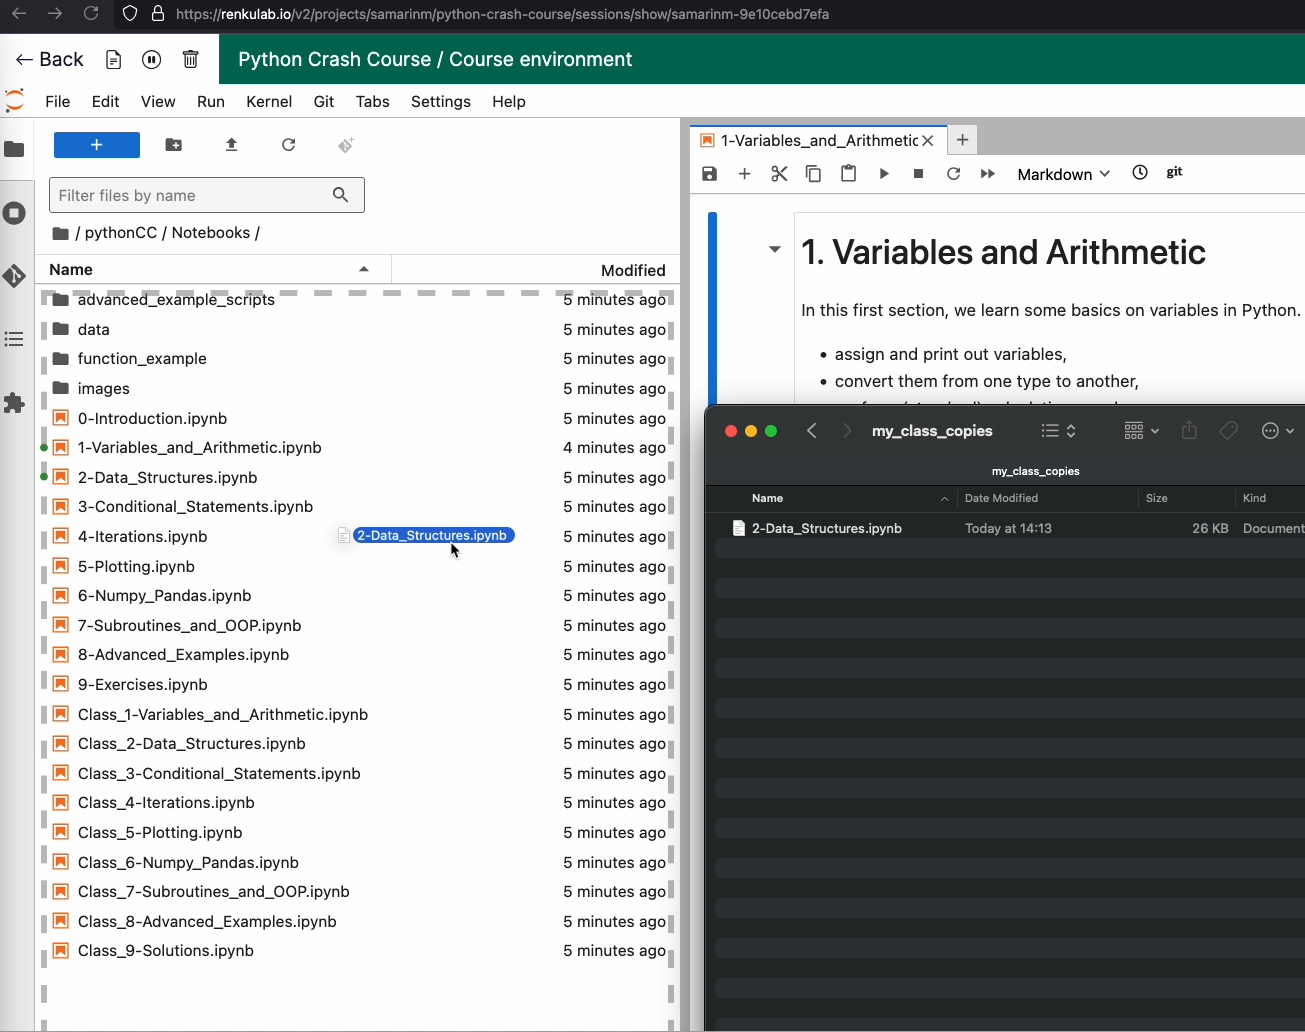 https://renkulab.io/v2/projects/samarinm/python-crash-course/sessions/show/samarinm-9e10cebd7efa
Back
Python Crash Course / Course environment
File Edit View Run Kernel Git Tabs Settings Help
Filter files by name
/ pythonCC / Notebooks /
Name Modified
advanced_example_scripts 5 minutes ago
data 5 minutes ago
function_example 5 minutes ago
images 5 minutes ago
0-Introduction.ipynb 5 minutes ago
1-Variables_and_Arithmetic.ipynb 4 minutes ago
2-Data_Structures.ipynb 5 minutes ago
3-Conditional_Statements.ipynb 5 minutes ago
4-Iterations.ipynb 5 minutes ago
2-Data_Structures.ipynb
5-Plotting.ipynb 5 minutes ago
6-Numpy_Pandas.ipynb 5 minutes ago
7-Subroutines_and_OOP.ipynb 5 minutes ago
8-Advanced_Examples.ipynb 5 minutes ago
9-Exercises.ipynb 5 minutes ago
Class_1-Variables_and_Arithmetic.ipynb 5 minutes ago
Class_2-Data_Structures.ipynb 5 minutes ago
Class_3-Conditional_Statements.ipynb 5 minutes ago
Class_4-Iterations.ipynb 5 minutes ago
Class_5-Plotting.ipynb 5 minutes ago
Class_6-Numpy_Pandas.ipynb 5 minutes ago
Class_7-Subroutines_and_OOP.ipynb 5 minutes ago
Class_8-Advanced_Examples.ipynb 5 minutes ago
Class_9-Solutions.ipynb 5 minutes ago
1-Variables_and_Arithmetic
Markdown git
1. Variables and Arithmetic
In this first section, we learn some basics on variables in Python.
• assign and print out variables,
• convert them from one type to another,
my_class_copies
my_class_copies
Name Date Modified Size Kind
2-Data_Structures.ipynb Today at 14:13 26 KB Document